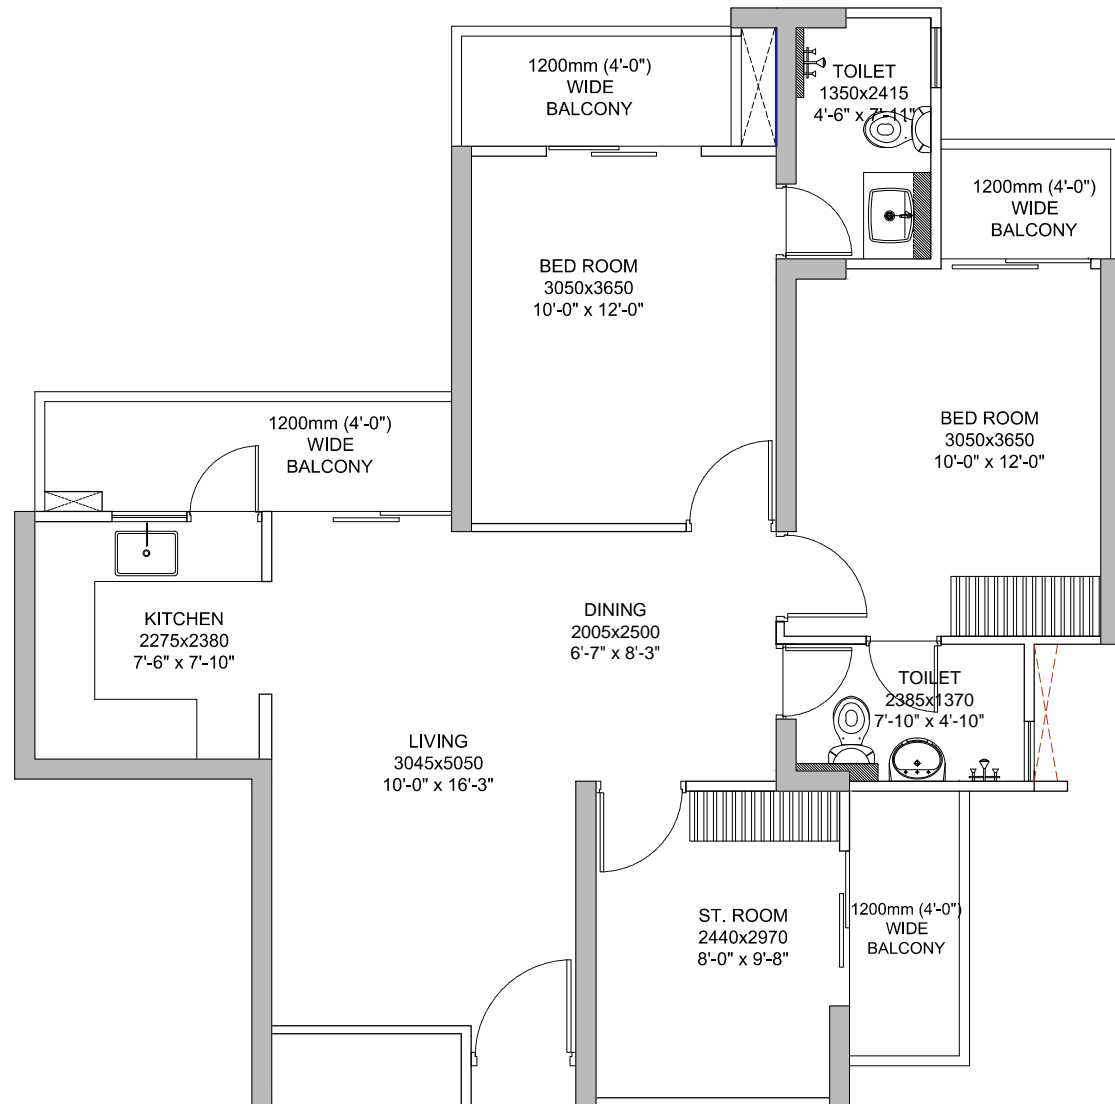 1200mm (4'-0")
WIDE
BALCONY
TOILET
1350x2415
4'-6" x 7'-11"
1200mm (4'-0")
WIDE
BALCONY
BED ROOM
3050x3650
10'-0" x 12'-0"
1200mm (4'-0")
WIDE
BALCONY
BED ROOM
3050x3650
10'-0" x 12'-0"
KITCHEN
2275x2380
7'-6" x 7'-10"
DINING
2005x2500
6'-7" x 8'-3"
TOILET
2385x1370
7'-10" x 4'-10"
LIVING
3045x5050
10'-0" x 16'-3"
ST. ROOM
2440x2970
8'-0" x 9'-8"
1200mm (4'-0")
WIDE
BALCONY